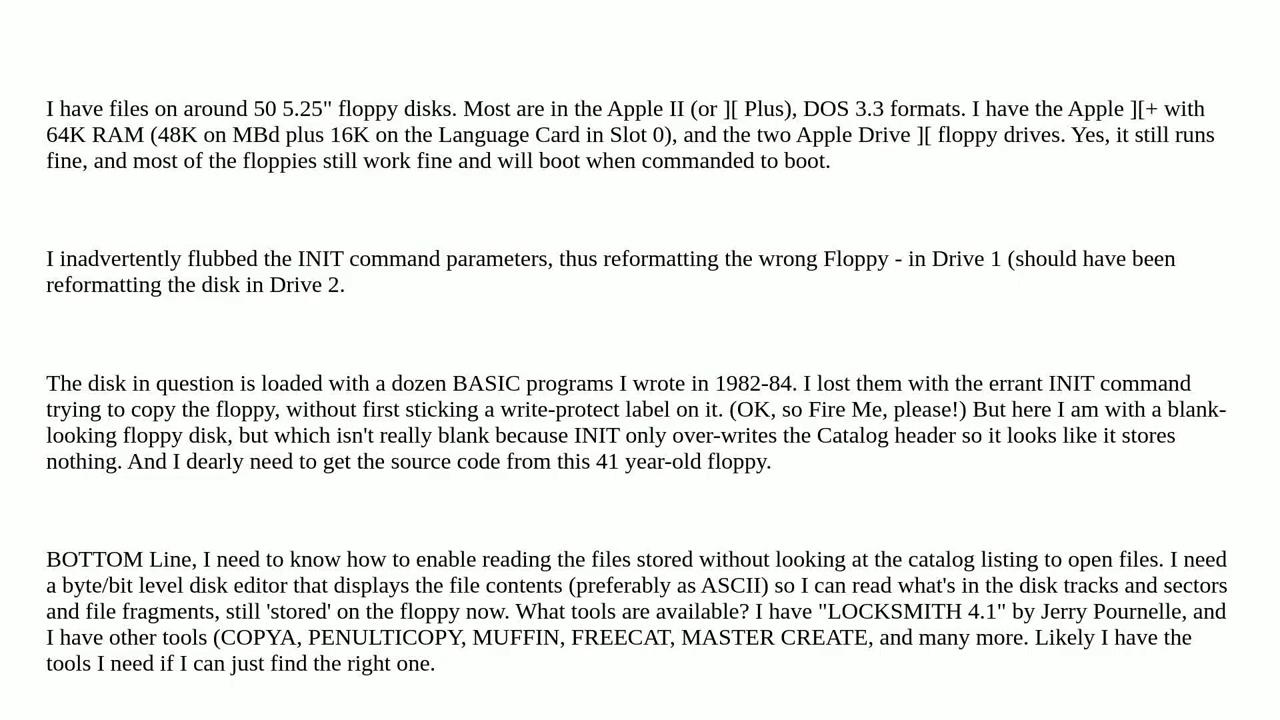 I have files on around 50 5.25" floppy disks. Most are in the Apple II (or ][ Plus), DOS 3.3 formats. I have the Apple ][+ with
64K RAM (48K on MBd plus 16K on the Language Card in Slot 0), and the two Apple Drive ][ floppy drives. Yes, it still runs
fine, and most of the floppies still work fine and will boot when commanded to boot.
I inadvertently flubbed the INIT command parameters, thus reformatting the wrong Floppy - in Drive 1 (should have been
reformatting the disk in Drive 2.
The disk in question is loaded with a dozen BASIC programs I wrote in 1982-84. I lost them with the errant INIT command
trying to copy the floppy, without first sticking a write-protect label on it. (OK, so Fire Me, please!) But here I am with a blank-
looking floppy disk, but which isn't really blank because INIT only over-writes the Catalog header so it looks like it stores
nothing. And I dearly need to get the source code from this 41 year-old floppy.
BOTTOM Line, I need to know how to enable reading the files stored without looking at the catalog listing to open files. I need
a byte/bit level disk editor that displays the file contents (preferably as ASCII) so I can read what's in the disk tracks and sectors
and file fragments, still 'stored' on the floppy now. What tools are available? I have "LOCKSMITH 4.1" by Jerry Pournelle, and
I have other tools (COPYA, PENULTICOPY, MUFFIN, FREECAT, MASTER CREATE, and many more. Likely I have the
tools I need if I can just find the right one.